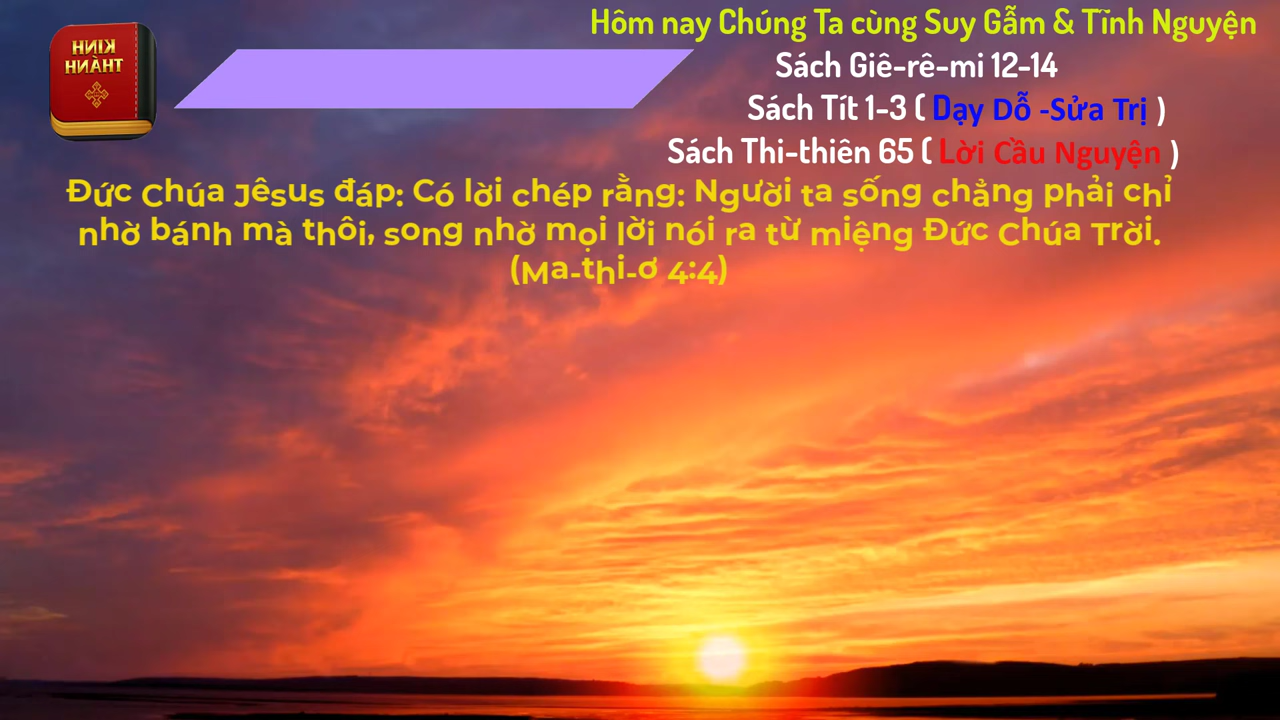 Hôm nay Chúng Ta cùng Suy Gẫm & Tĩnh Nguyện
KINH
THÀNH
Sách Giê-rê-mi 12-14
Sách Tít 1-3 ( Dạy Dỗ -Sửa Trị )
Sách Thi-thiên 65 ( Lời Cầu Nguyện )
Đức Chúa Jêsus đáp: Có lời chép rằng: Người ta sống chẳng phải chỉ
nhờ bánh mà thôi, song nhờ mọi lời nói ra từ miệng Đức Chúa Trời.
(Ma-thi-ơ 4:4)